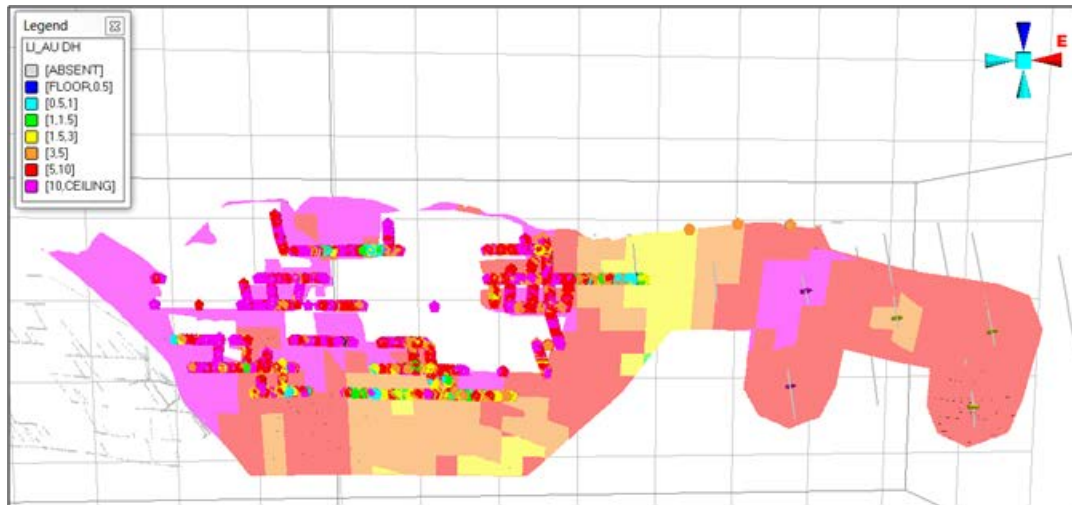 Legend
LI_AU DH
[ABSENT]
[FLOOR,0.5]
[0.5,1]
[1,1.5]
[1.5,3]
[3,5]
[5,10]
[10,CEILING]
E